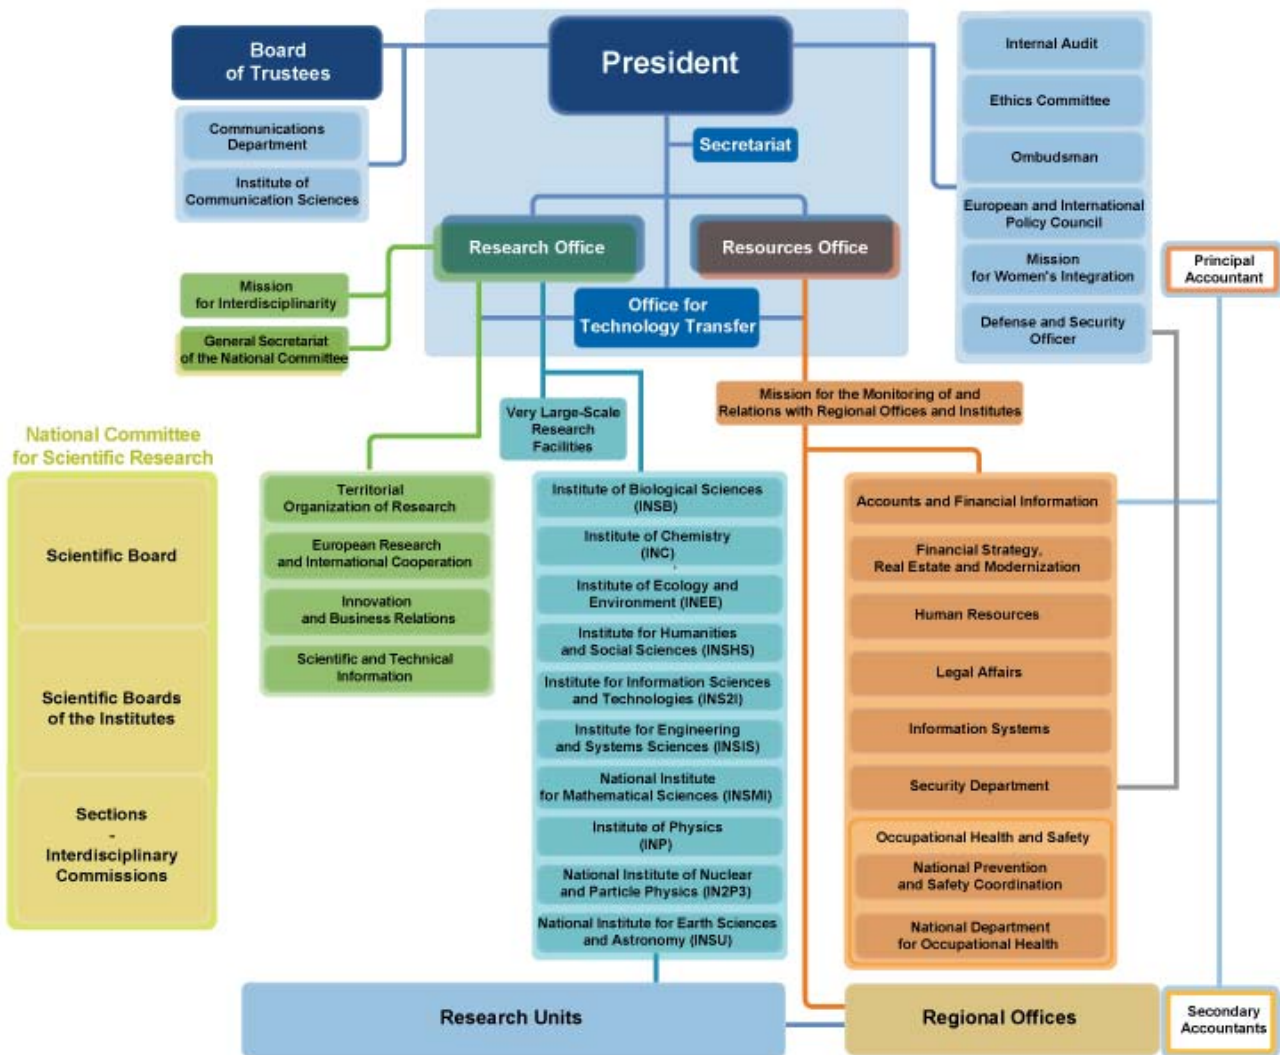 Board
of Trustees
President
Internal Audit
Ethics Committee
Ombudsman
European and International
Policy Council
Mission
for Women's Integration
Defense and Security
Officer
Communications
Department
Institute of
Communication Sciences
Secretariat
Research Office
Resources Office
Office for
Technology Transfer
Principal
Accountant
Mission
for Interdisciplinarity
General Secretariat
of the National Committee
Very Large-Scale
Research
Facilities
Mission for the Monitoring of and
Relations with Regional Offices and Institutes
National Committee
for Scientific Research
Scientific Board
Scientific Boards
of the Institutes
Sections
-
Interdisciplinary
Commissions
Territorial
Organization of Research
European Research
and International Cooperation
Innovation
and Business Relations
Scientific and Technical
Information
Institute of Biological Sciences
(INSB)
Institute of Chemistry
(INC)
Institute of Ecology and
Environment (INEE)
Institute for Humanities
and Social Sciences (INSHS)
Institute for Information Sciences
and Technologies (INS2I)
Institute for Engineering
and Systems Sciences (INSIS)
National Institute
for Mathematical Sciences (INSMI)
Institute of Physics
(INP)
National Institute of Nuclear
and Particle Physics (IN2P3)
National Institute for Earth Sciences
and Astronomy (INSU)
Accounts and Financial Information
Financial Strategy,
Real Estate and Modernization
Human Resources
Legal Affairs
Information Systems
Security Department
Occupational Health and Safety
National Prevention
and Safety Coordination
National Department
for Occupational Health
Research Units
Regional Offices
Secondary
Accountants